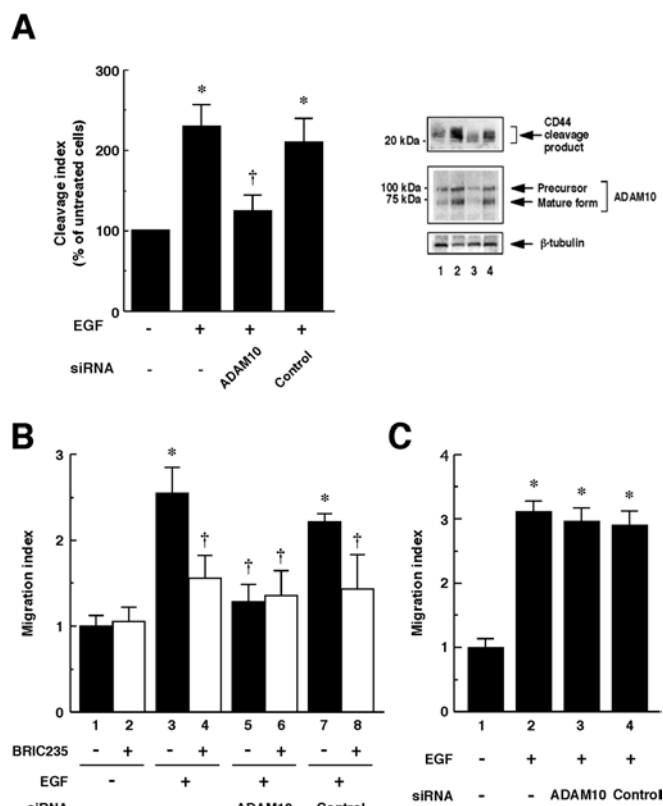 A
300
200
100
0
Cleavage index
(% of untreated cells)
* † *
EGF - + + +
siRNA - - ADAM10 Control
20 kDa
CD44
cleavage
product
100 kDa
75 kDa
Precursor
Mature form
ADAM10
β-tubulin
1 2 3 4
B
3
2
1
0
Migration index
* † † † * †
1 2 3 4 5 6 7 8
BRIC235 - + - + - + - +
EGF - + + +
siRNA ADAM10 Control
C
4
3
2
1
0
Migration index
* * *
1 2 3 4
EGF - + + +
siRNA - - ADAM10 Control